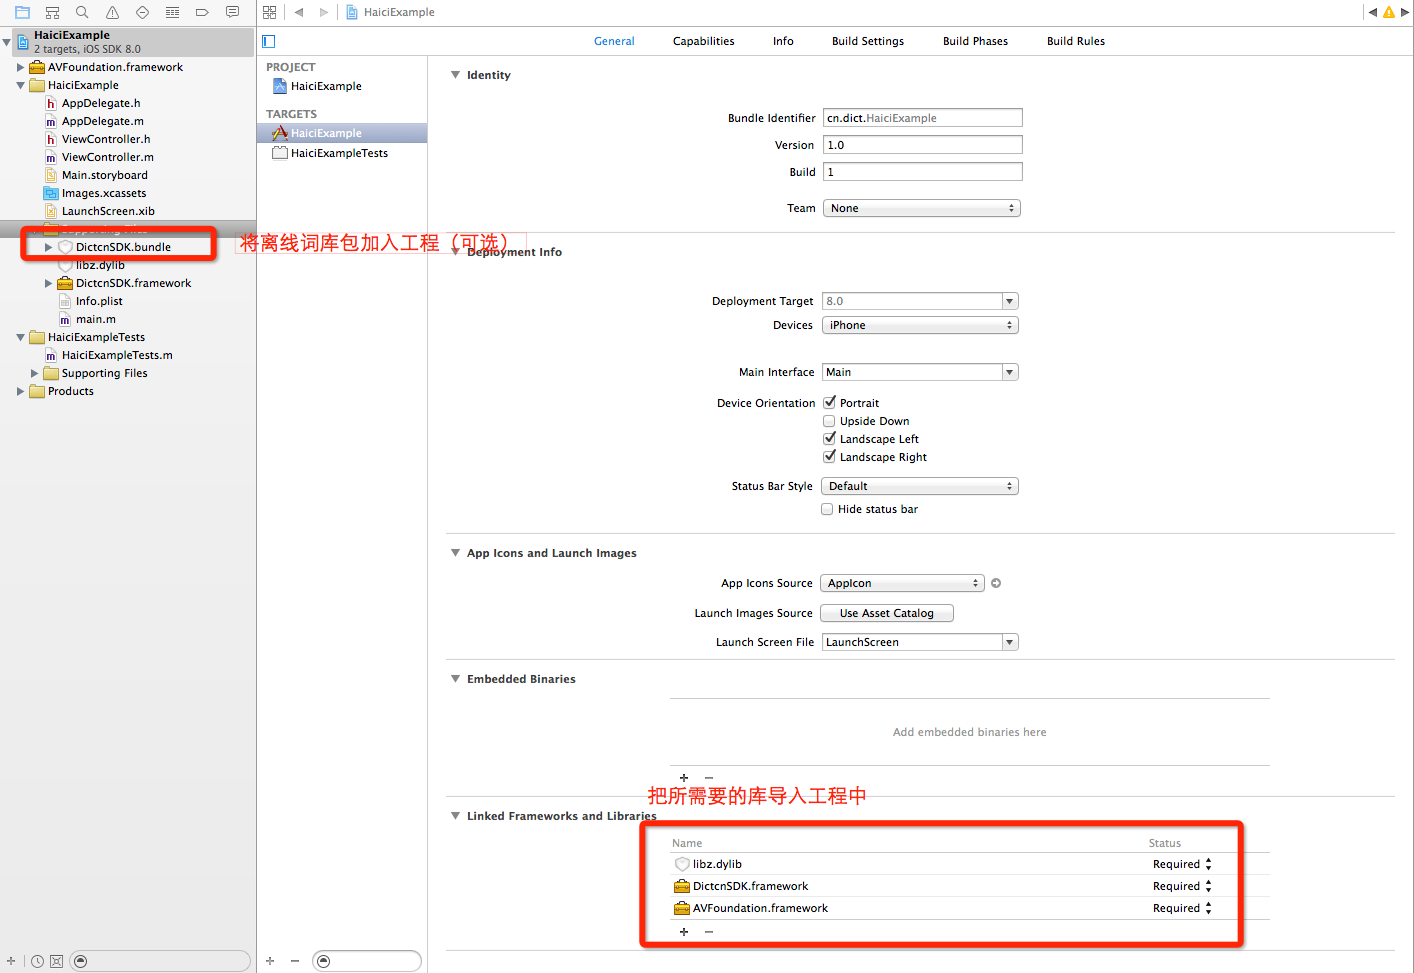 HaiciExample
HaiciExample
2 targets, iOS SDK 8.0
AVFoundation.framework
HaiciExample
AppDelegate.h
AppDelegate.m
ViewController.h
ViewController.m
Main.storyboard
Images.xcassets
LaunchScreen.xib
Supporting Files
DictcnSDK.bundle
libz.dylib
DictcnSDK.framework
Info.plist
main.m
HaiciExampleTests
HaiciExampleTests.m
Supporting Files
Products
将离线词库包加入工程（可选）
General Capabilities Info Build Settings Build Phases Build Rules
PROJECT
HaiciExample
TARGETS
HaiciExample
HaiciExampleTests
Identity
Bundle Identifier cn.dict.HaiciExample
Version 1.0
Build 1
Team None
Deployment Info
Deployment Target 8.0
Devices iPhone
Main Interface Main
Device Orientation Portrait
Upside Down
Landscape Left
Landscape Right
Status Bar Style Default
Hide status bar
App Icons and Launch Images
App Icons Source AppIcon
Launch Images Source Use Asset Catalog
Launch Screen File LaunchScreen
Embedded Binaries
Add embedded binaries here
把所需要的库导入工程中
Linked Frameworks and Libraries
Name Status
libz.dylib Required
DictcnSDK.framework Required
AVFoundation.framework Required